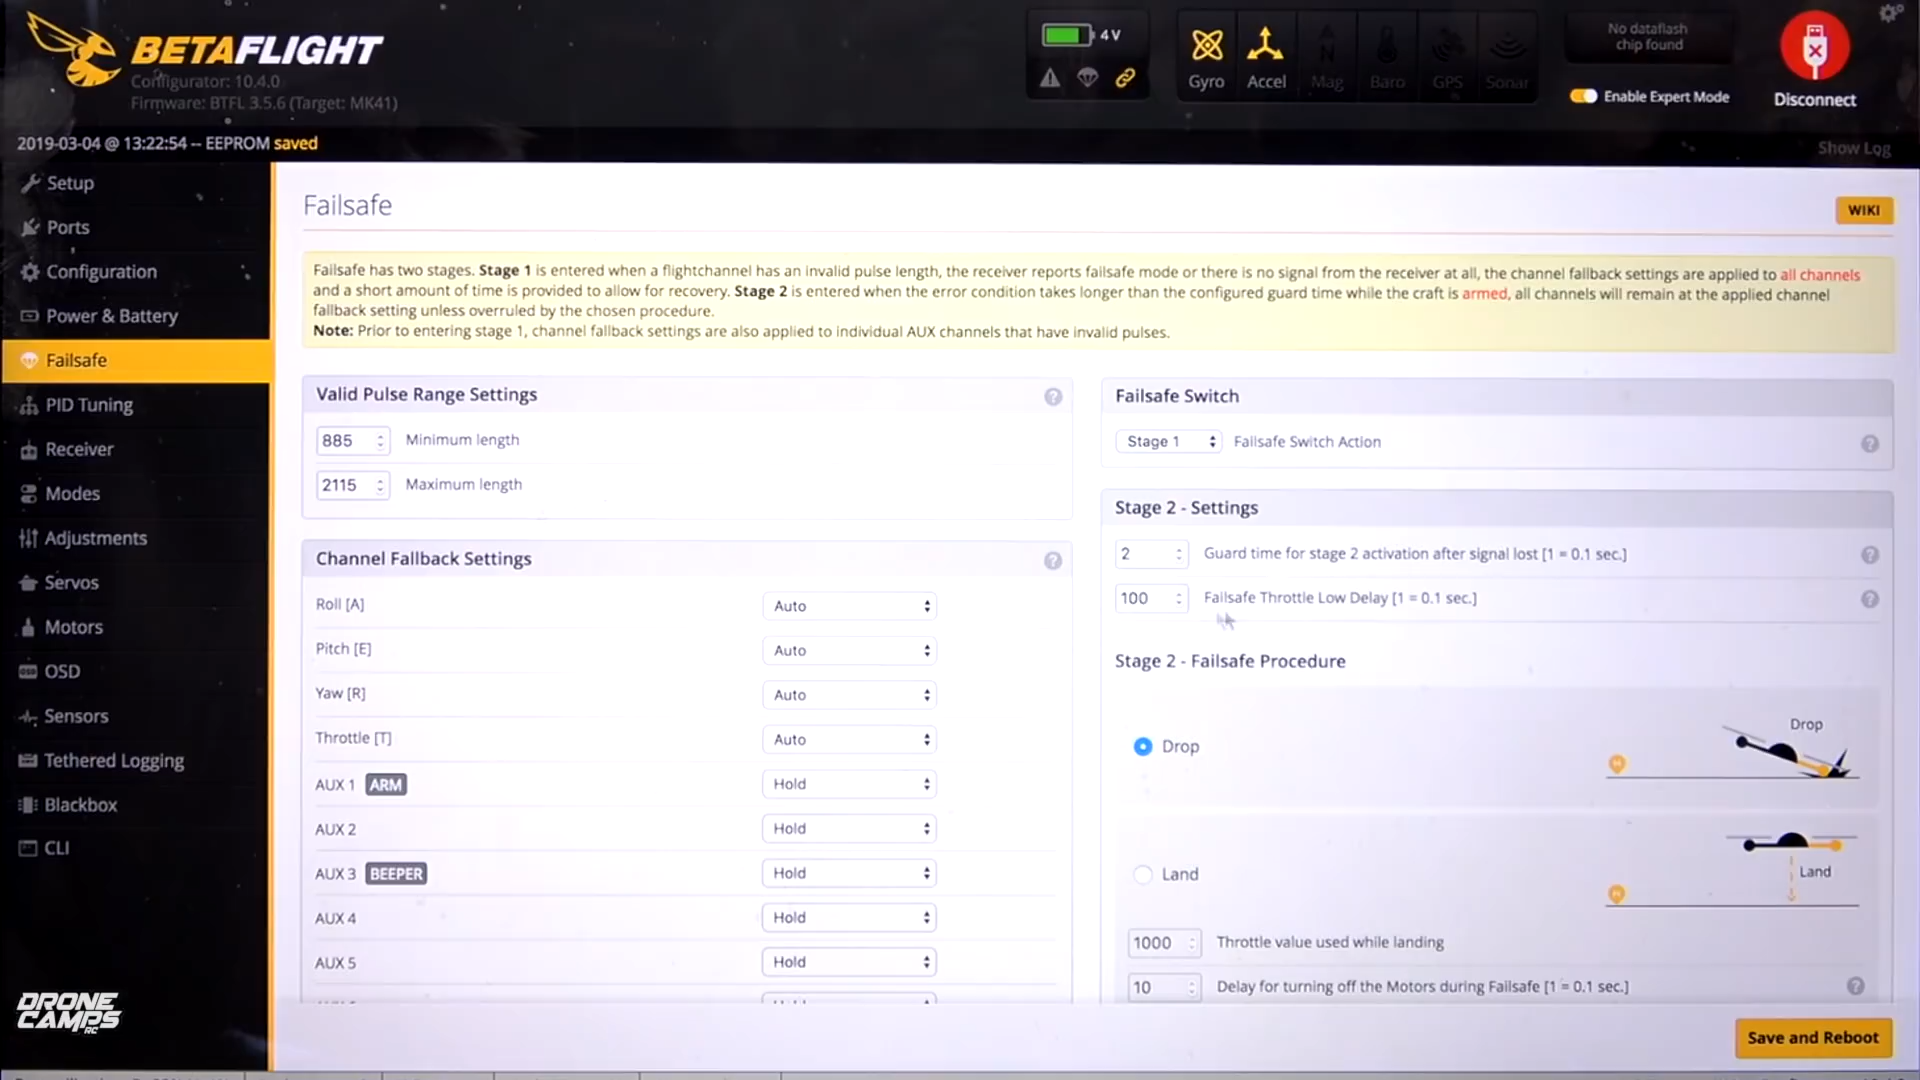 BETAFLIGHT
Configurator: 10.4.0
Firmware: BTFL 3.5.6 (Target: MK41)
4V
Gyro
Accel
Mag
Baro
GPS
Sonar
No dataflash
chip found
Enable Expert Mode
Disconnect
2019-03-04 @ 13:22:54 -- EEPROM saved
Show Log
Setup
Ports
Configuration
Power & Battery
Failsafe
PID Tuning
Receiver
Modes
Adjustments
Servos
Motors
OSD
Sensors
Tethered Logging
Blackbox
CLI
DRONE
CAMPS
RC
Failsafe
WIKI
Failsafe has two stages. Stage 1 is entered when a flightchannel has an invalid pulse length, the receiver reports failsafe mode or there is no signal from the receiver at all, the channel fallback settings are applied to all channels
and a short amount of time is provided to allow for recovery. Stage 2 is entered when the error condition takes longer than the configured guard time while the craft is armed, all channels will remain at the applied channel
fallback setting unless overruled by the chosen procedure.
Note: Prior to entering stage 1, channel fallback settings are also applied to individual AUX channels that have invalid pulses.
Valid Pulse Range Settings
885 Minimum length
2115 Maximum length
Channel Fallback Settings
Roll [A] Auto
Pitch [E] Auto
Yaw [R] Auto
Throttle [T] Auto
AUX 1 ARM Hold
AUX 2 Hold
AUX 3 BEEPER Hold
AUX 4 Hold
AUX 5 Hold
Failsafe Switch
Stage 1 Failsafe Switch Action
Stage 2 - Settings
2 Guard time for stage 2 activation after signal lost [1 = 0.1 sec.]
100 Failsafe Throttle Low Delay [1 = 0.1 sec.]
Stage 2 - Failsafe Procedure
Drop
Drop
Land
Land
1000 Throttle value used while landing
10 Delay for turning off the Motors during Failsafe [1 = 0.1 sec.]
Save and Reboot